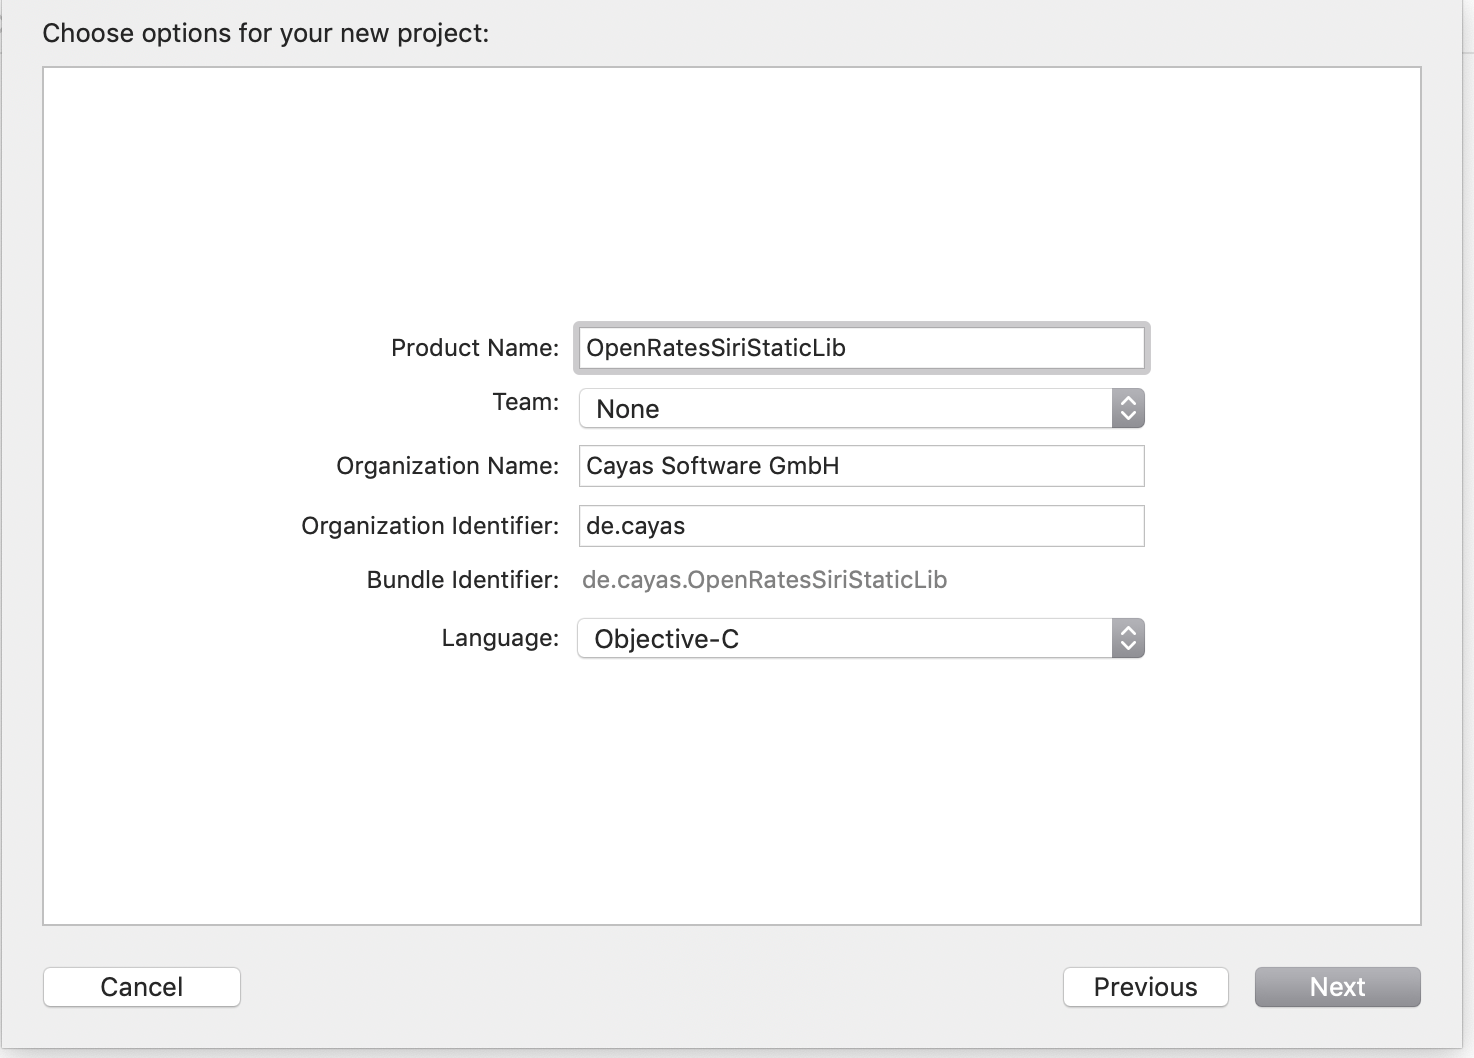 Choose options for your new project:
Product Name: OpenRatesSiriStaticLib
Team: None
Organization Name: Cayas Software GmbH
Organization Identifier: de.cayas
Bundle Identifier: de.cayas.OpenRatesSiriStaticLib
Language: Objective-C
Cancel Previous Next